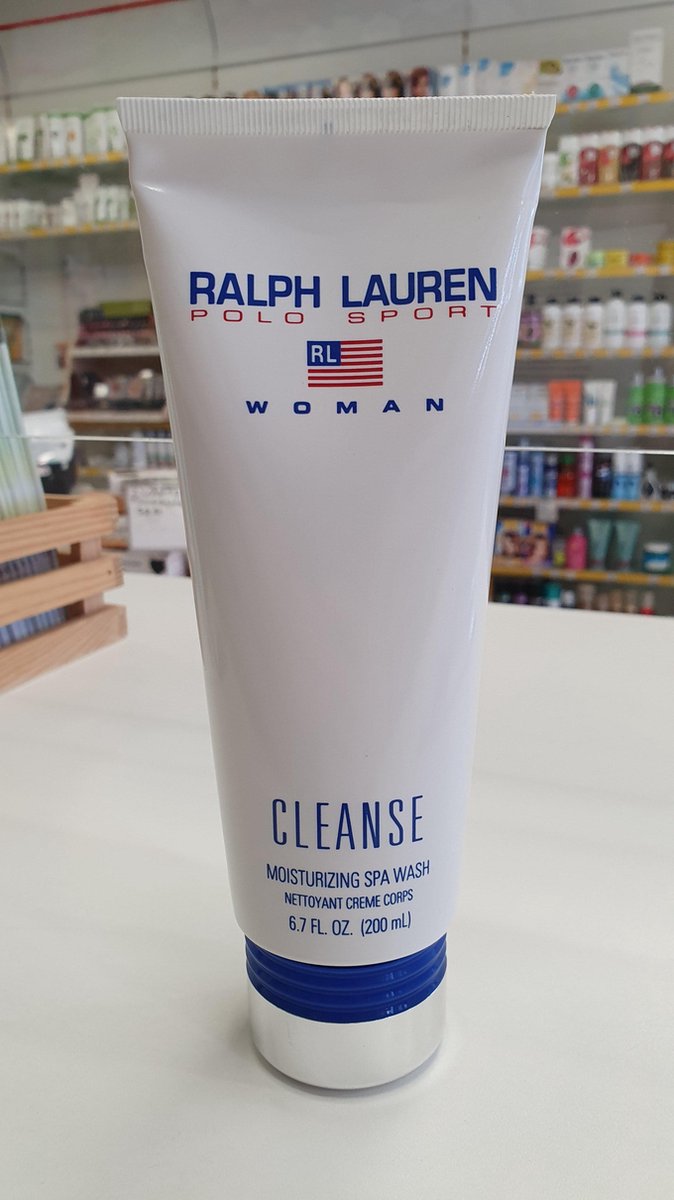 RALPH LAUREN
POLO SPORT
RL
WOMAN
CLEANSE
MOISTURIZING SPA WASH
NETTOYANT CREME CORPS
6.7 FL. OZ. (200 mL)